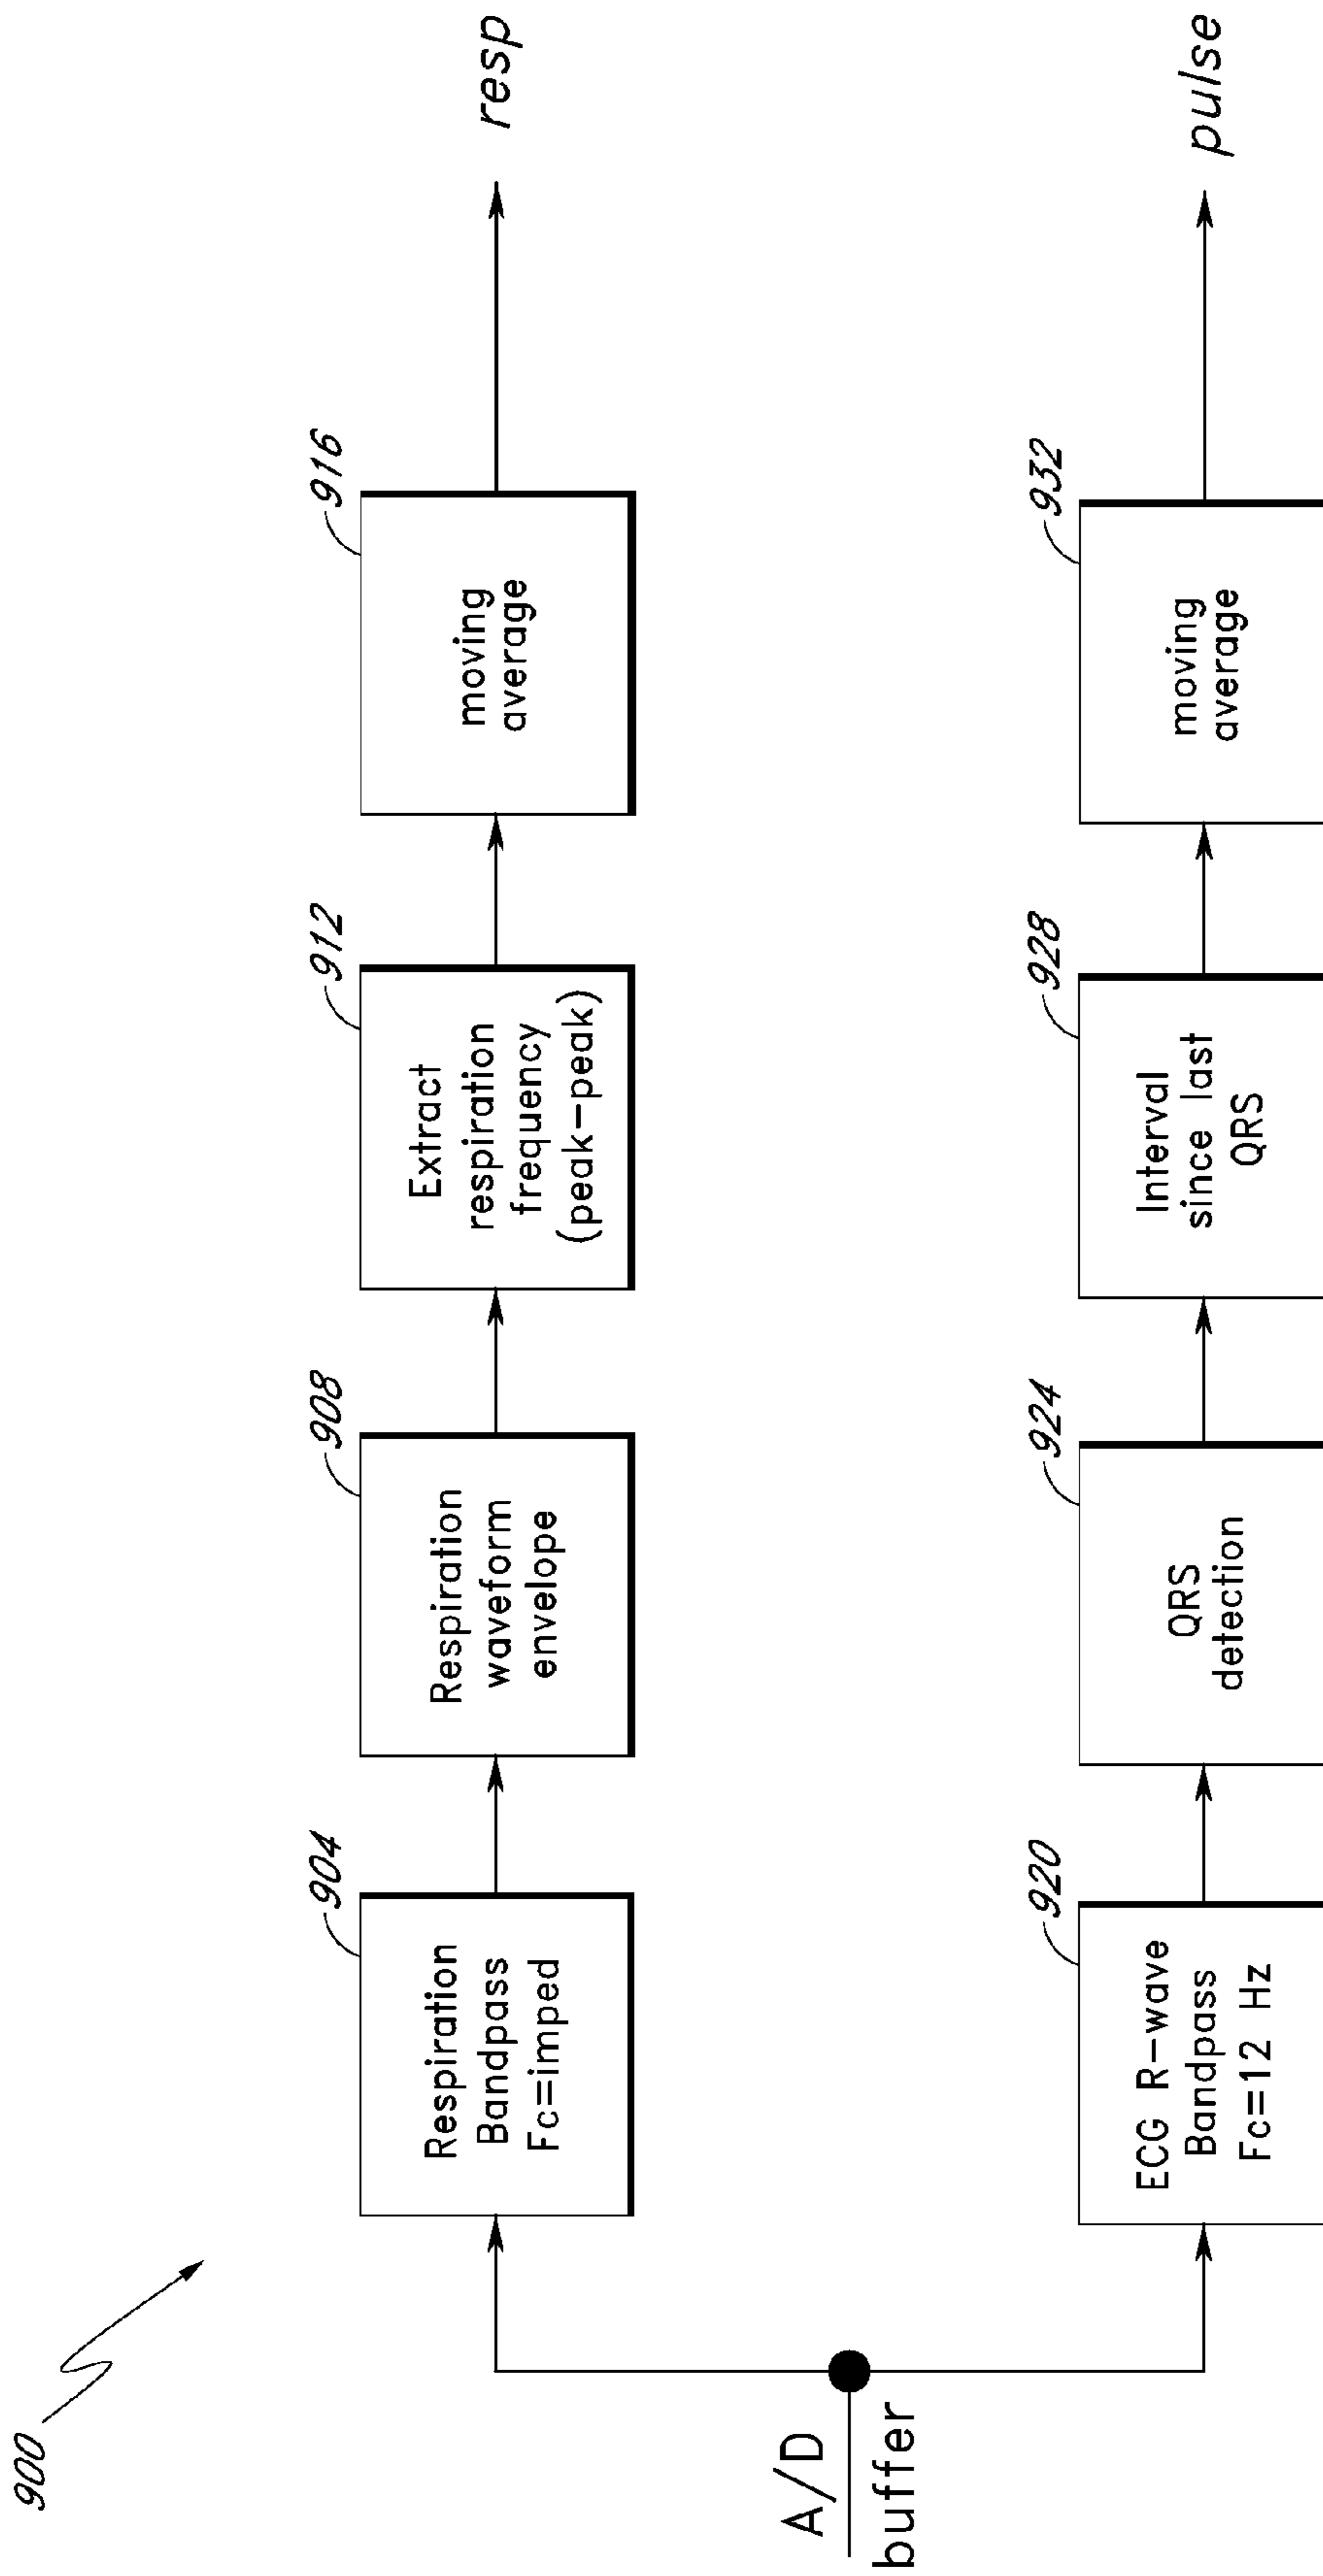 900
A/D
buffer
904
Respiration
Bandpass
Fc=imped
908
Respiration
waveform
envelope
912
Extract
respiration
frequency
(peak-peak)
916
moving
average
resp
920
ECG R-wave
Bandpass
Fc=12 Hz
924
QRS
detection
928
Interval
since last
QRS
932
moving
average
pulse